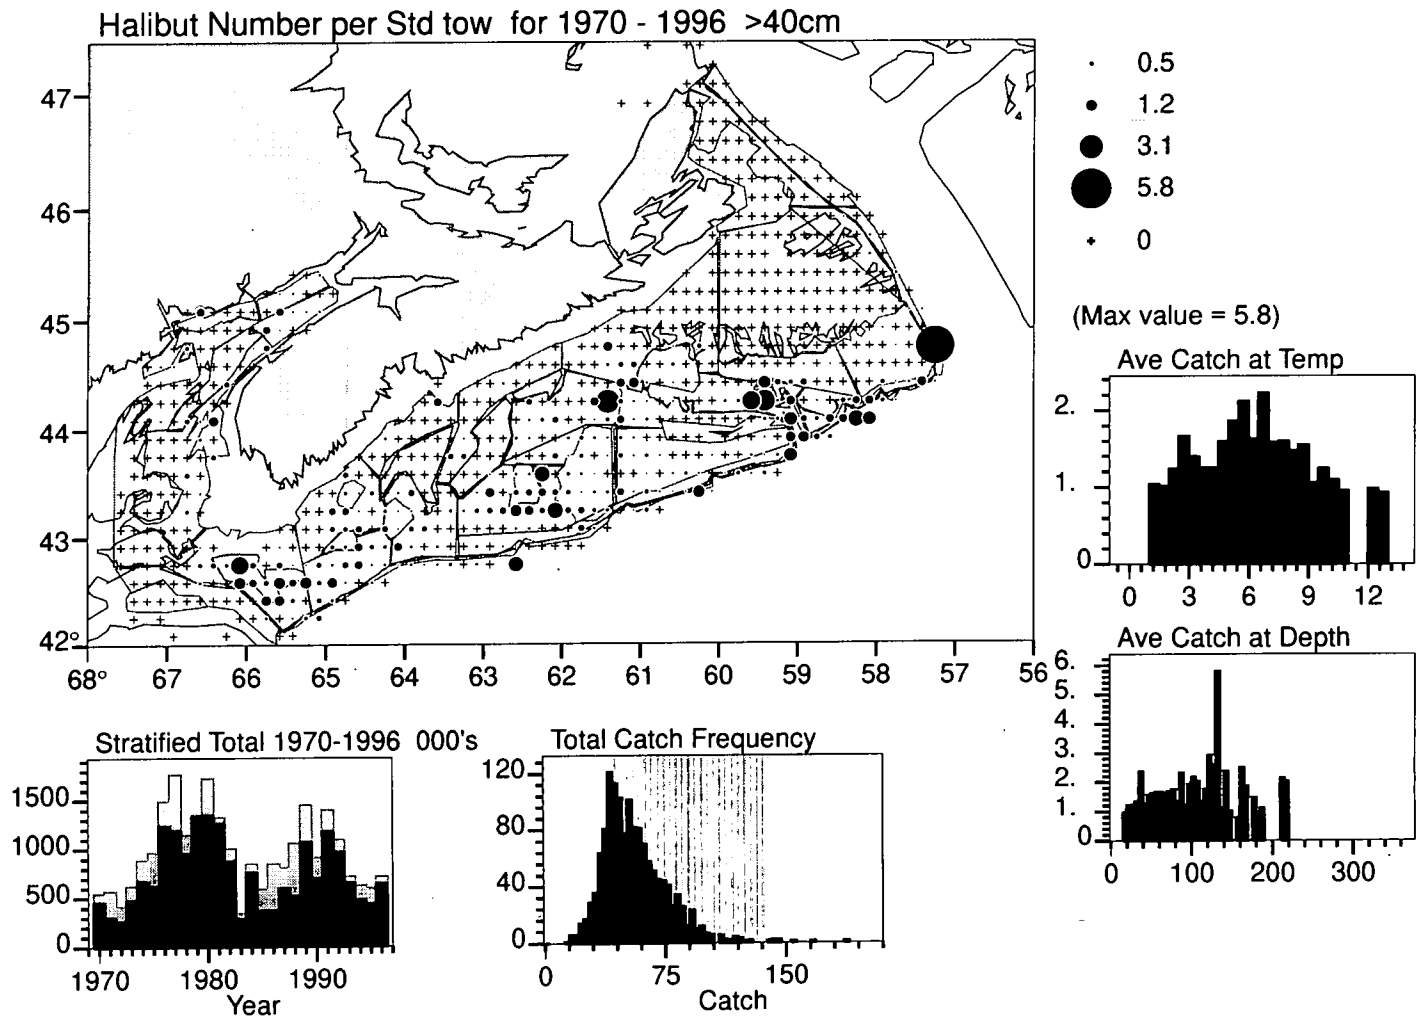 Halibut Number per Std tow for 1970 - 1996 >40cm
47
46
45
44
43
42°
68° 67 66 65 64 63 62 61 60 59 58 57 56
0.5
1.2
3.1
5.8
0
(Max value = 5.8)
Ave Catch at Temp
2.
1.
0
0 3 6 9 12
Ave Catch at Depth
6.
5.
4.
3.
2.
1.
0
0 100 200 300
Stratified Total 1970-1996 000's
1500
1000
500
0
1970 1980 1990
Year
Total Catch Frequency
120
80
40
0
0 75 150
Catch